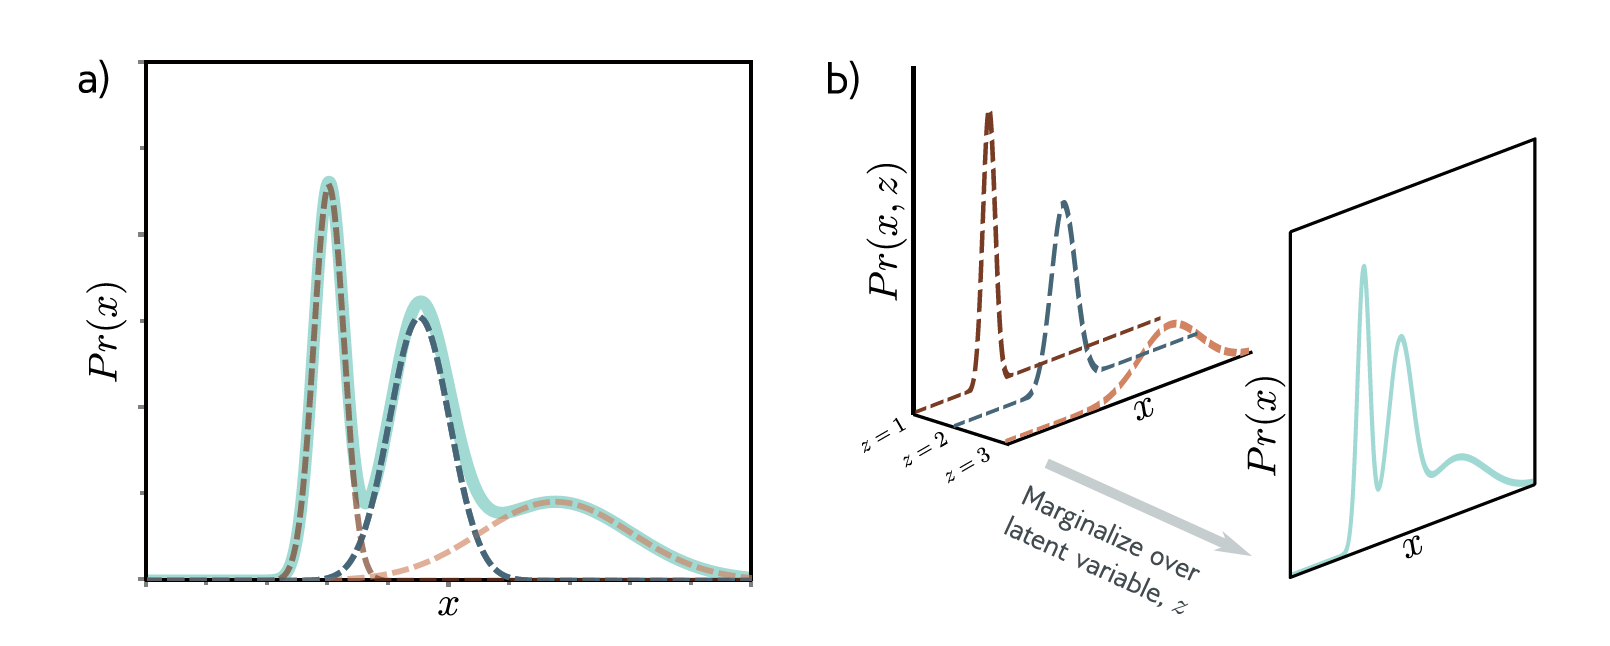 a)
Pr(x)
x
b)
Pr(x, z)
z = 1
z = 2
z = 3
x
Marginalize over
latent variable, z
Pr(x)
x